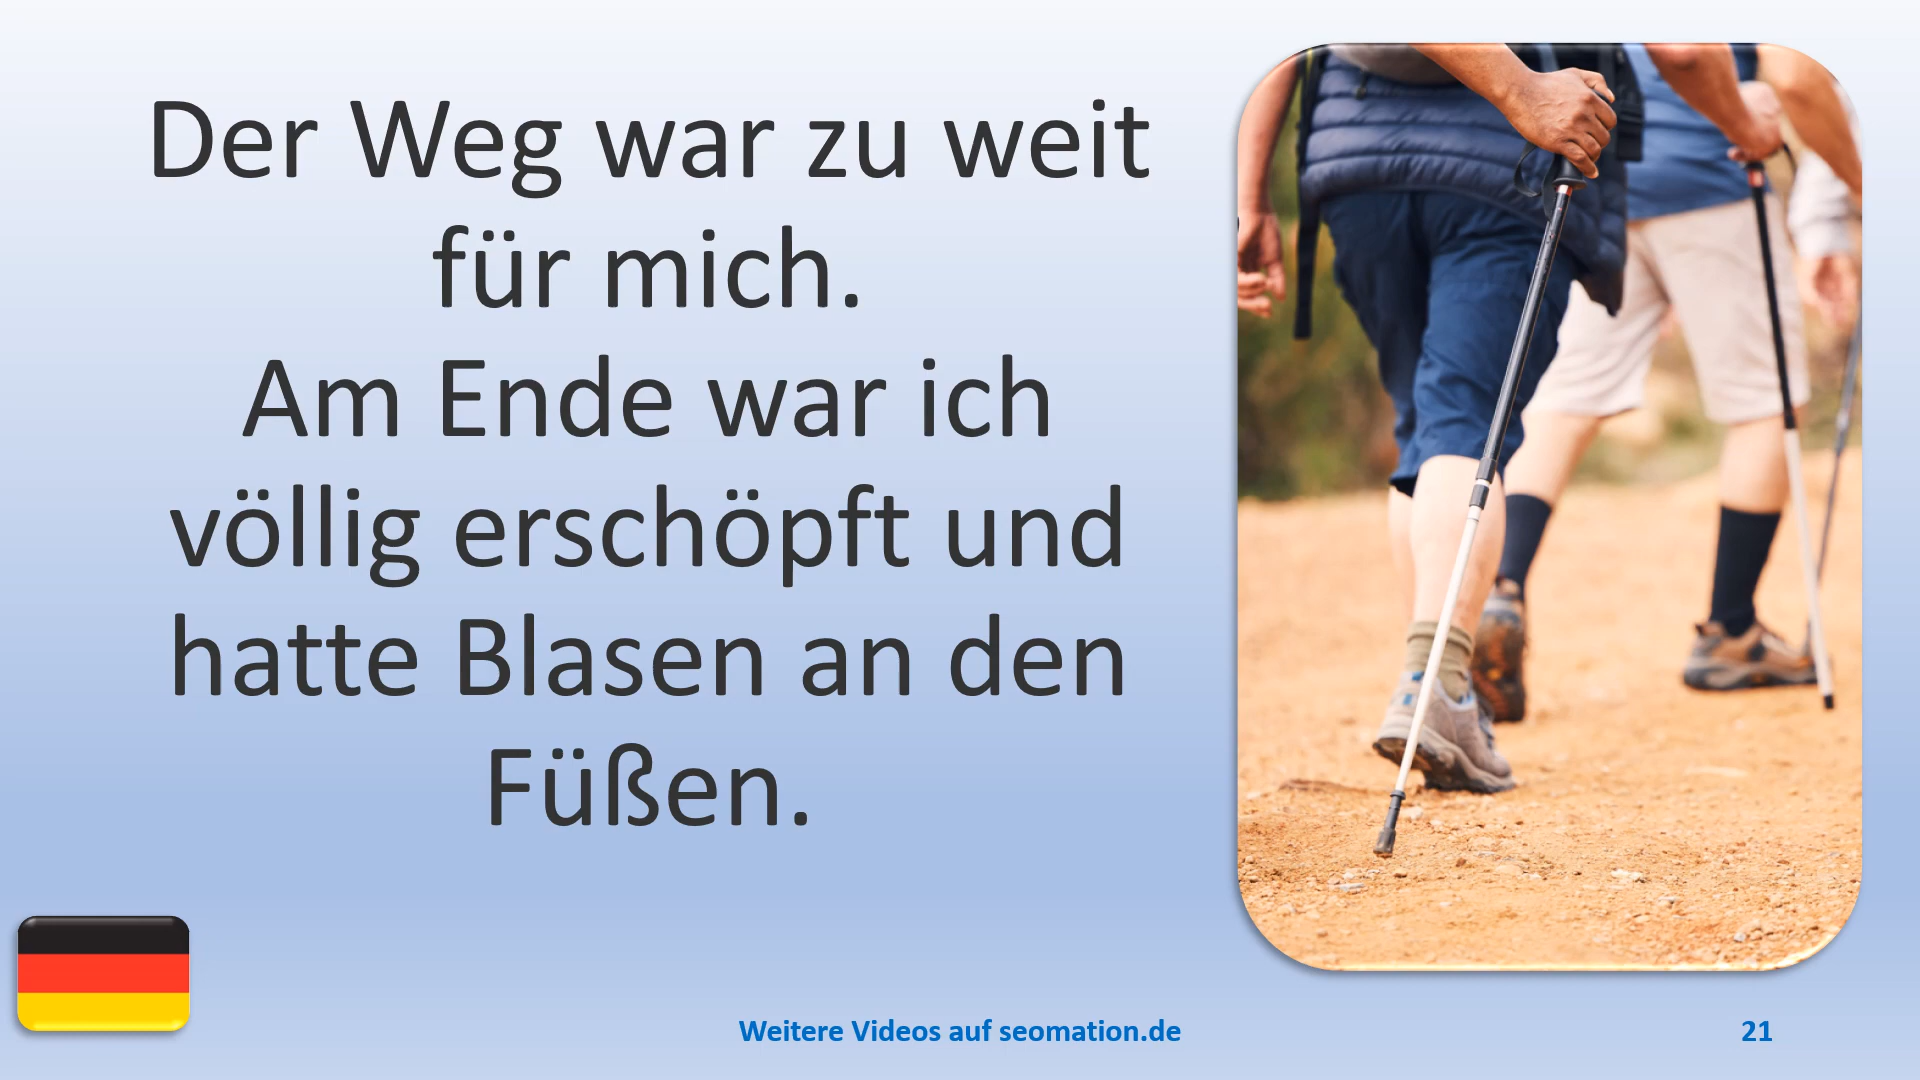 Der Weg war zu weit
für mich.
Am Ende war ich
völlig erschöpft und
hatte Blasen an den
Füßen.
Weitere Videos auf seomation.de
21